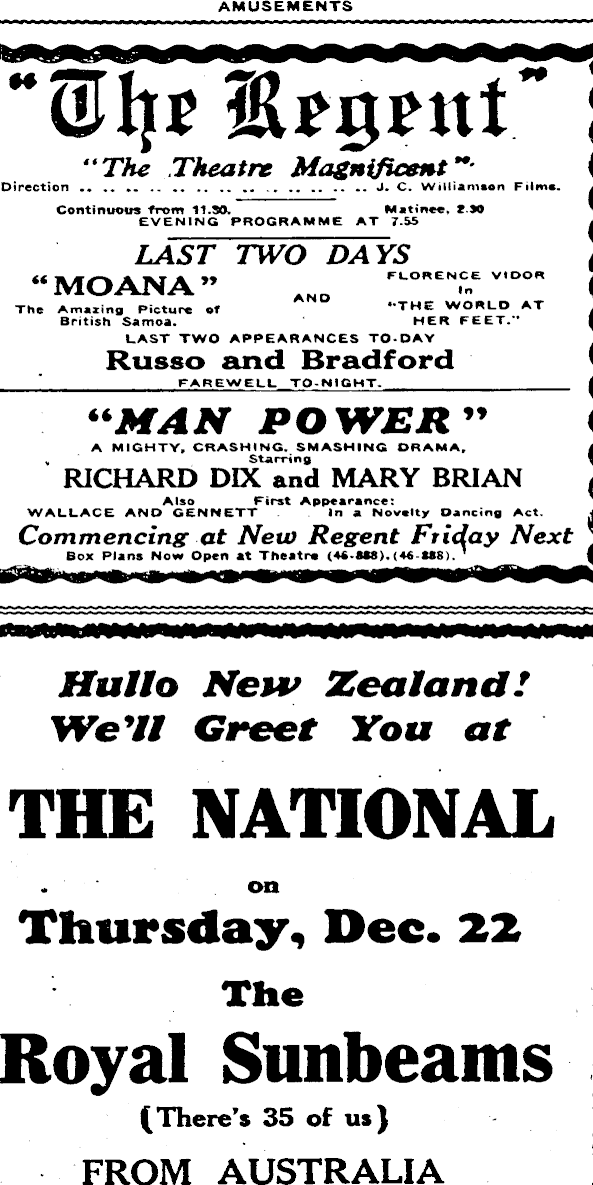 AMUSEMENTS
"The Regent"
"The Theatre Magnificent".
Direction .. .. .. .. .. .. .. .. .. .. .. .. .. J. C. Williamson Films.
Continuous from 11.30. Matinee, 2.30
EVENING PROGRAMME AT 7.55
LAST TWO DAYS
"MOANA"
The Amazing Picture of
British Samoa.
AND
FLORENCE VIDOR
in
"THE WORLD AT
HER FEET."
LAST TWO APPEARANCES TO-DAY
Russo and Bradford
FAREWELL TO-NIGHT.
"MAN POWER"
A MIGHTY, CRASHING, SMASHING DRAMA,
Starring
RICHARD DIX and MARY BRIAN
Also First Appearance:
WALLACE AND GENNETT In a Novelty Dancing Act.
Commencing at New Regent Friday Next
Box Plans Now Open at Theatre (46-888).(46-888).
Hullo New Zealand!
We'll Greet You at
THE NATIONAL
on
Thursday, Dec. 22
The
Royal Sunbeams
(There's 35 of us)
FROM AUSTRALIA